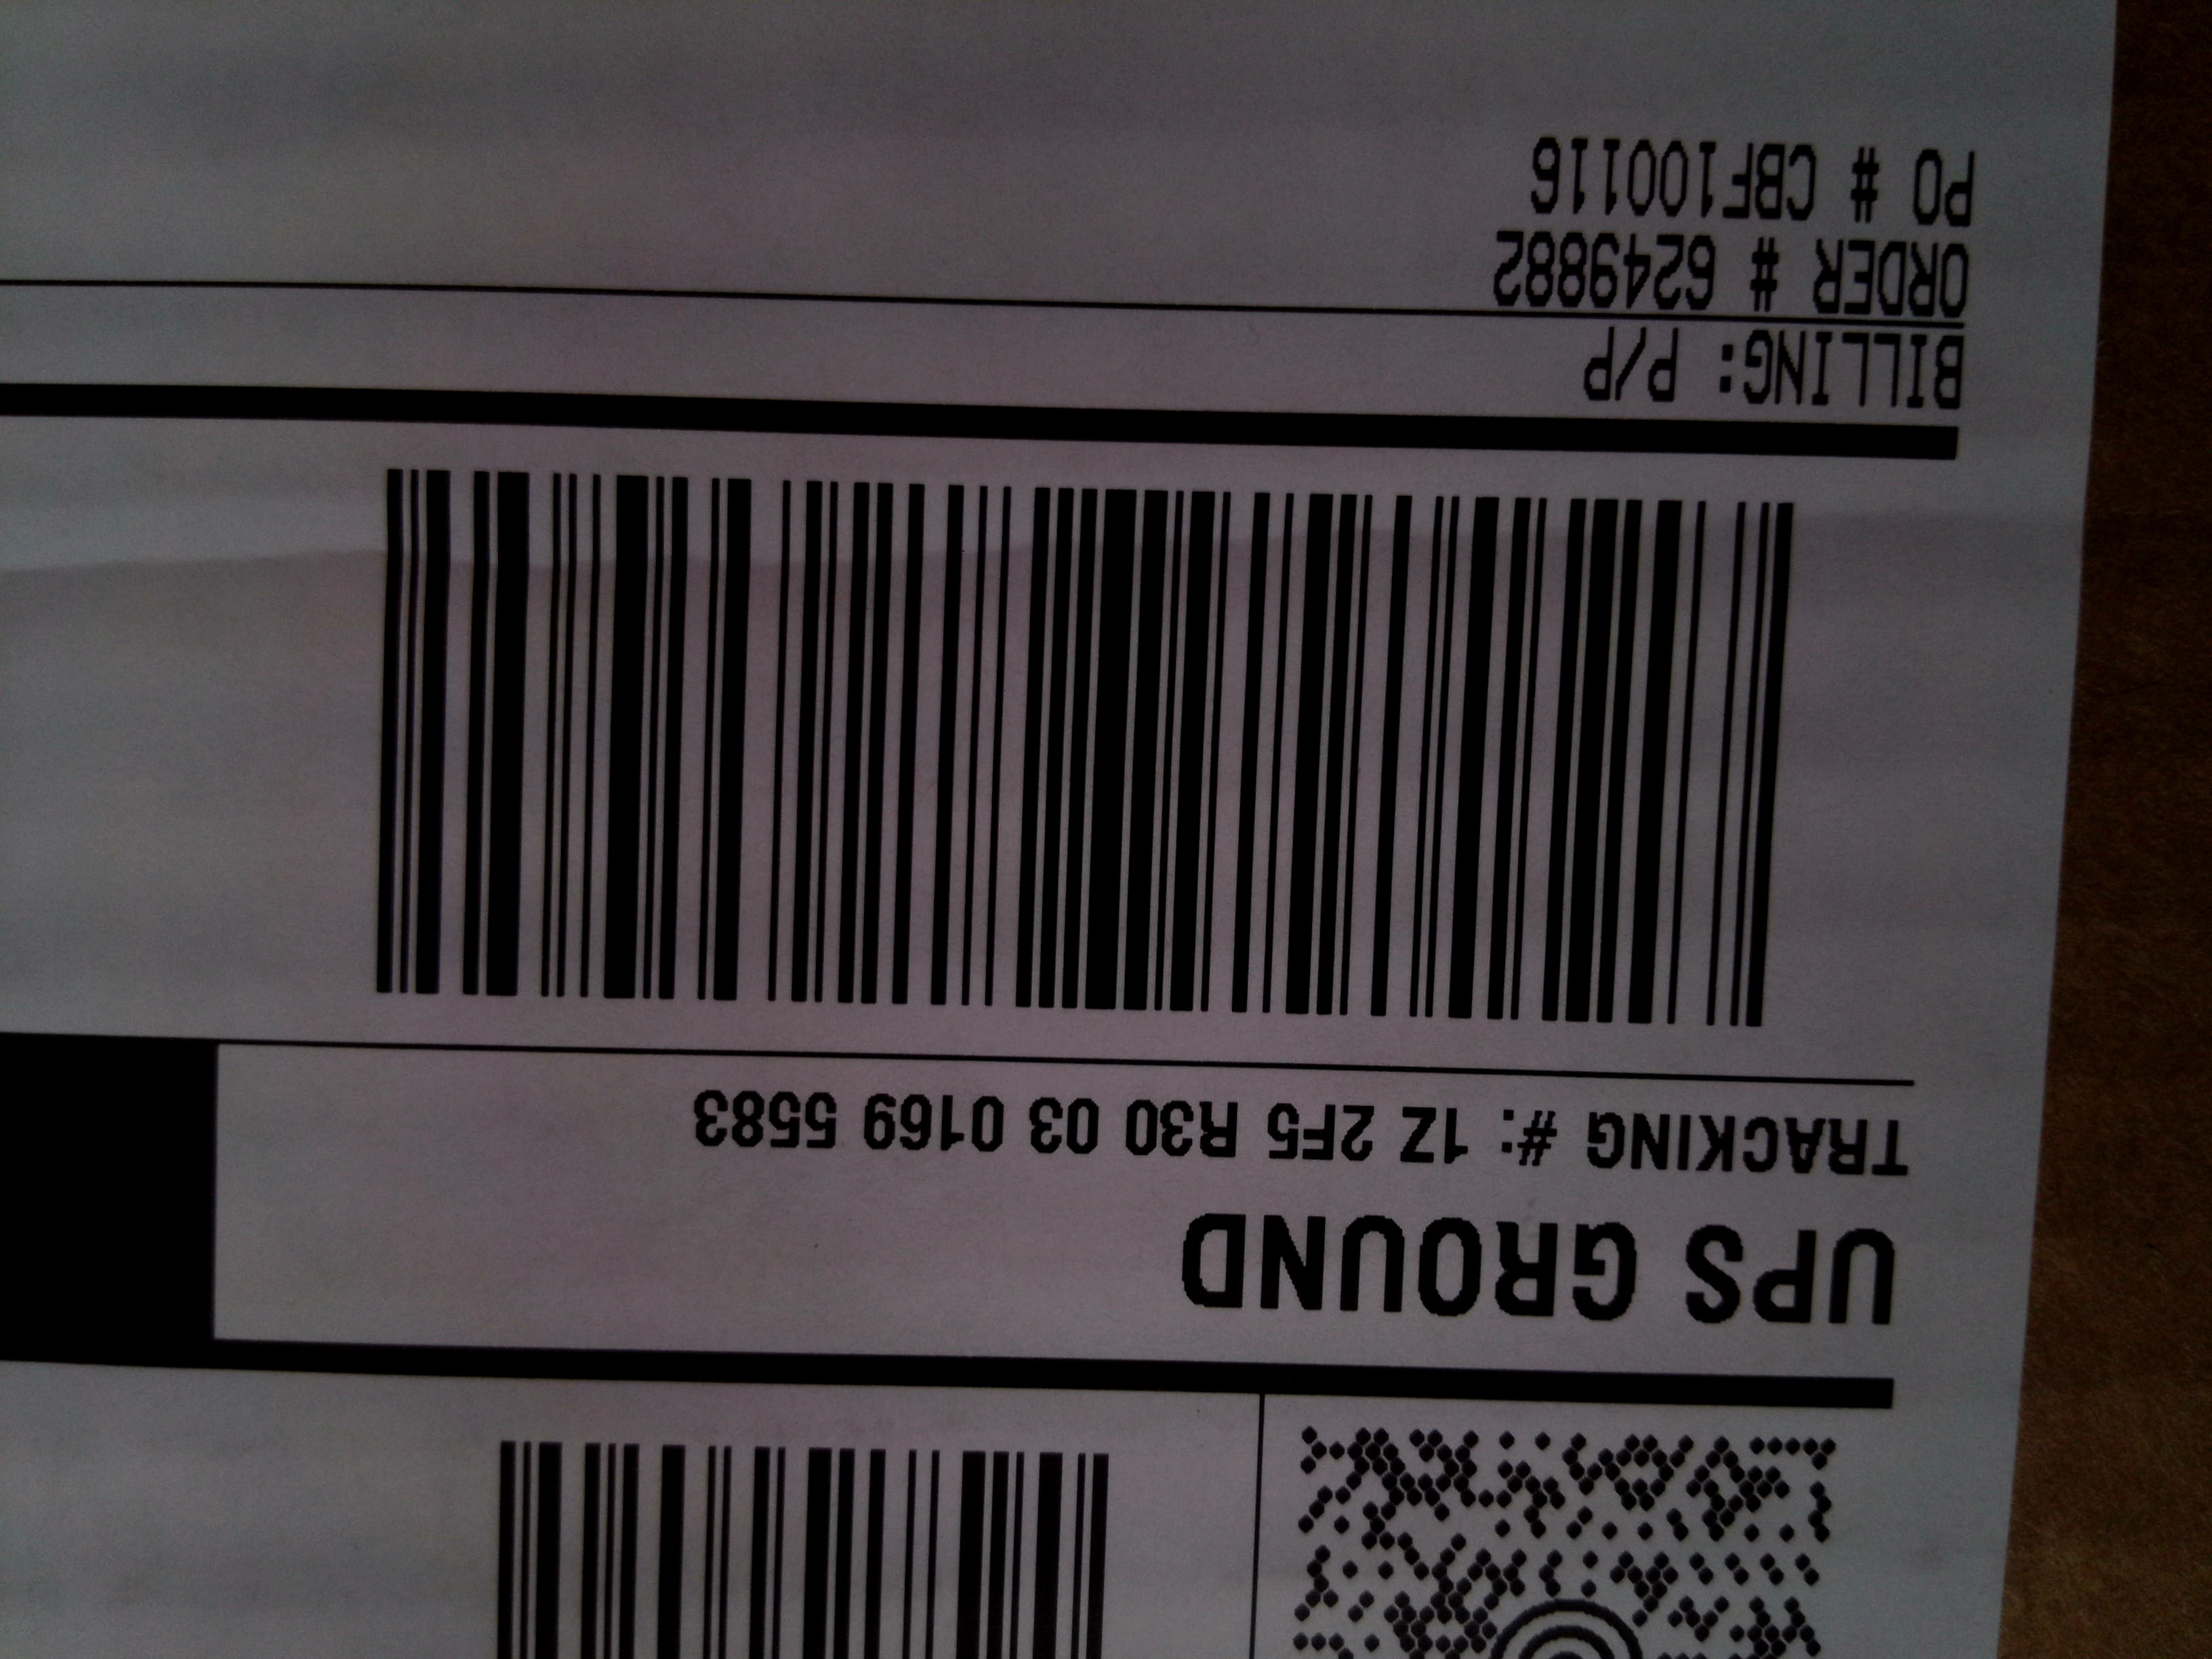 UPS GROUND
TRACKING #: 1Z 2F5 R30 03 0169 5583
BILLING: P/P
ORDER # 6249882
PO # CBF100116